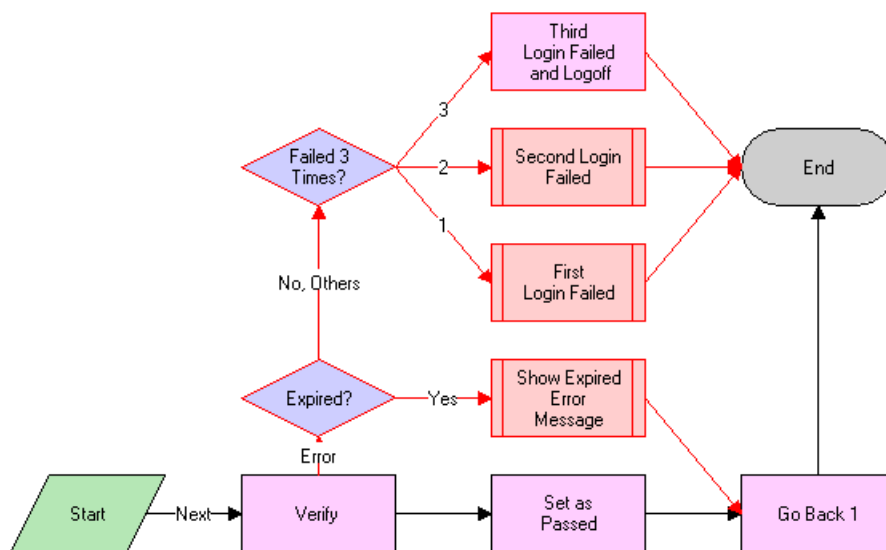 Third
Login Failed
and Logoff
3
Failed 3
Times?
2
Second Login
Failed
End
1
First
Login Failed
No, Others
Expired?
Yes
Show Expired
Error
Message
Error
Start
Next
Verify
Set as
Passed
Go Back 1